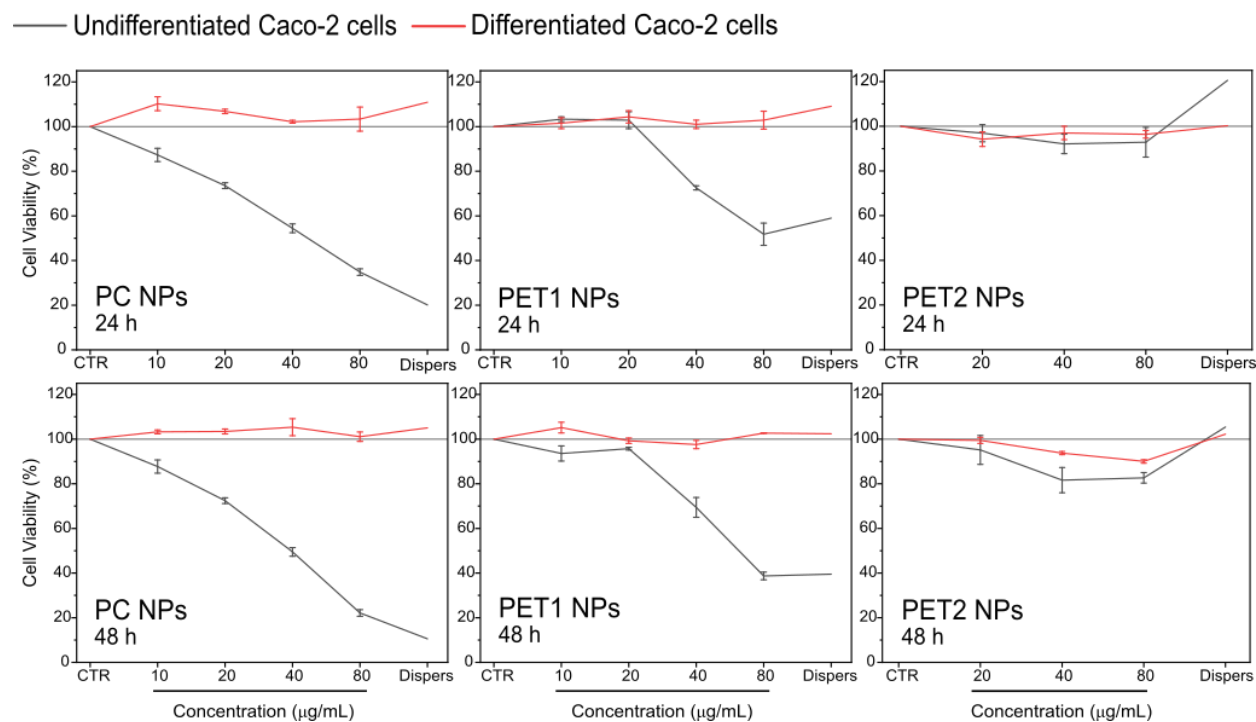 Undifferentiated Caco-2 cells Differentiated Caco-2 cells
Cell Viability (%)
120
100
80
60
40
20
0
PC NPs
24 h
CTR 10 20 40 80 Dispers
120
100
80
60
40
20
0
PET1 NPs
24 h
CTR 10 20 40 80 Dispers
120
100
80
60
40
20
0
PET2 NPs
24 h
CTR 20 40 80 Dispers
Cell Viability (%)
120
100
80
60
40
20
0
PC NPs
48 h
CTR 10 20 40 80 Dispers
Concentration (μg/mL)
120
100
80
60
40
20
0
PET1 NPs
48 h
CTR 10 20 40 80 Dispers
Concentration (μg/mL)
120
100
80
60
40
20
0
PET2 NPs
48 h
CTR 20 40 80 Dispers
Concentration (μg/mL)